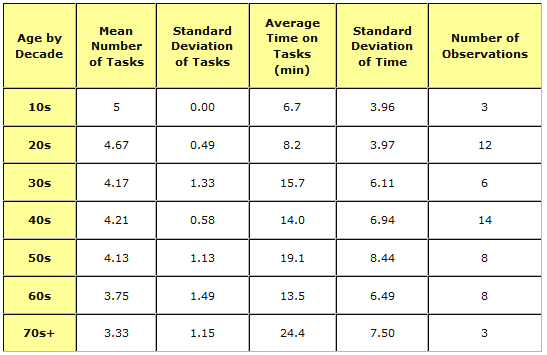 Age by Decade Mean Number of Tasks Standard Deviation of Tasks Average Time on Tasks (min) Standard Deviation of Time Number of Observations
10s 5 0.00 6.7 3.96 3
20s 4.67 0.49 8.2 3.97 12
30s 4.17 1.33 15.7 6.11 6
40s 4.21 0.58 14.0 6.94 14
50s 4.13 1.13 19.1 8.44 8
60s 3.75 1.49 13.5 6.49 8
70s+ 3.33 1.15 24.4 7.50 3